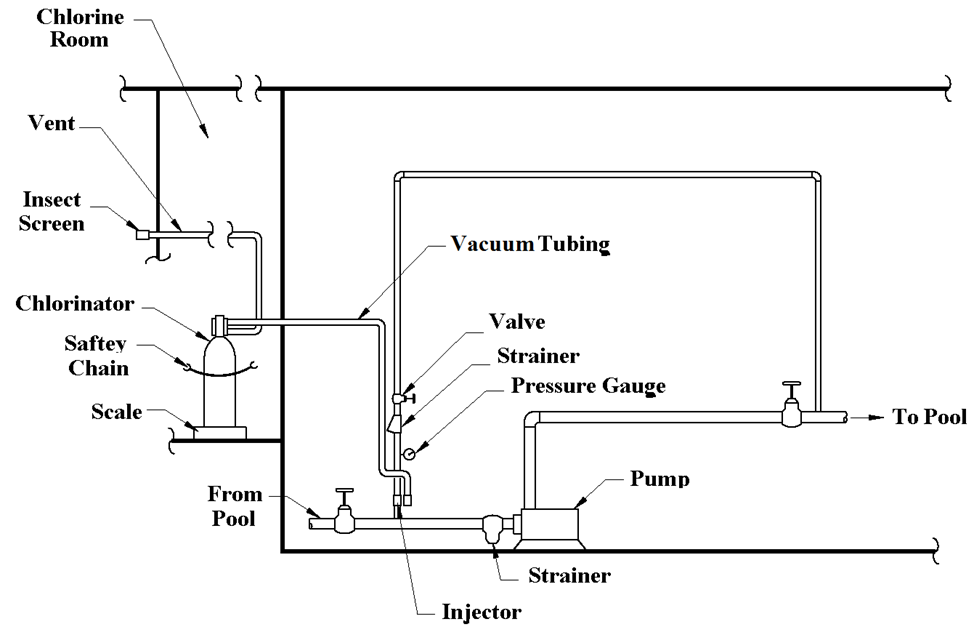 Chlorine
Room
Vent
Insect
Screen
Vacuum Tubing
Chlorinator
Valve
Saftey
Chain
Strainer
Pressure Gauge
Scale
To Pool
From
Pool
Pump
Strainer
Injector